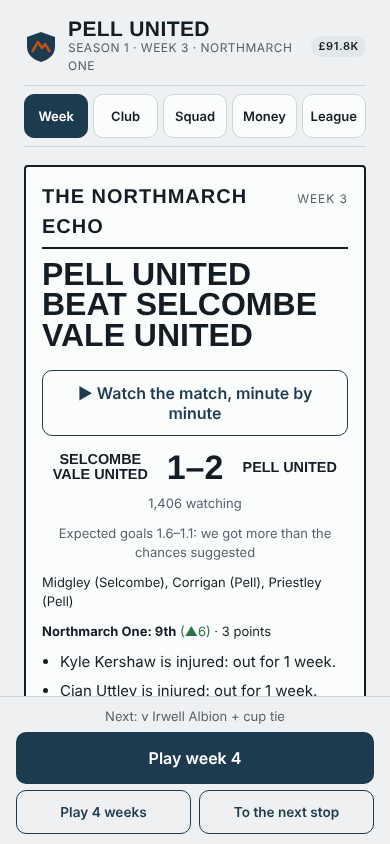 PELL UNITED
SEASON 1 · WEEK 3 · NORTHMARCH
ONE
£91.8K
Week
Club
Squad
Money
League
THE NORTHMARCH
ECHO
WEEK 3
PELL UNITED
BEAT SELCOMBE
VALE UNITED
▶ Watch the match, minute by
minute
SELCOMBE
VALE UNITED
1–2
PELL UNITED
1,406 watching
Expected goals 1.6–1.1: we got more than the
chances suggested
Midgley (Selcombe), Corrigan (Pell), Priestley
(Pell)
Northmarch One: 9th (▲6) · 3 points
• Kyle Kershaw is injured: out for 1 week.
• Cian Uttley is injured: out for 1 week.
Next: v Irwell Albion + cup tie
Play week 4
Play 4 weeks
To the next stop